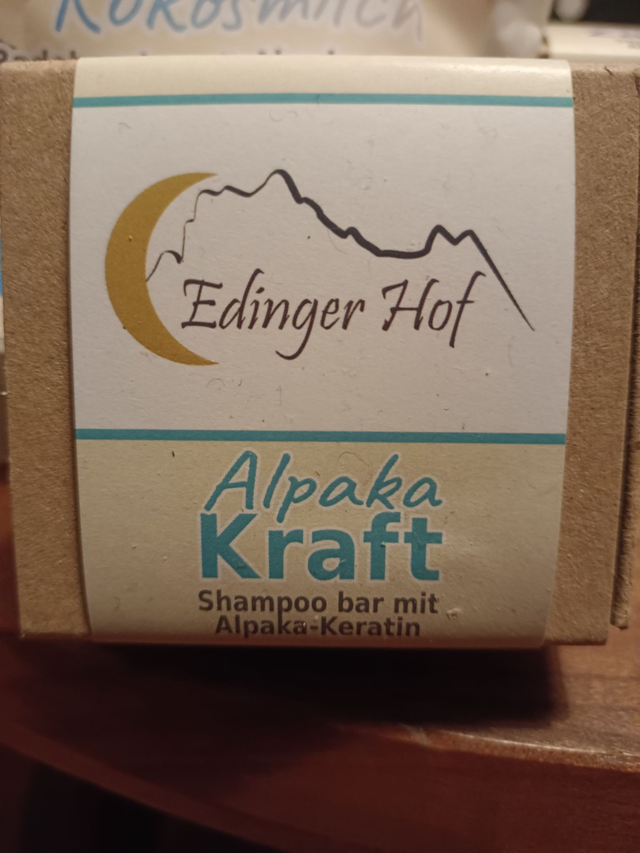 Kokosmilch
Edinger Hof
Alpaka
Kraft
Shampoo bar mit
Alpaka-Keratin